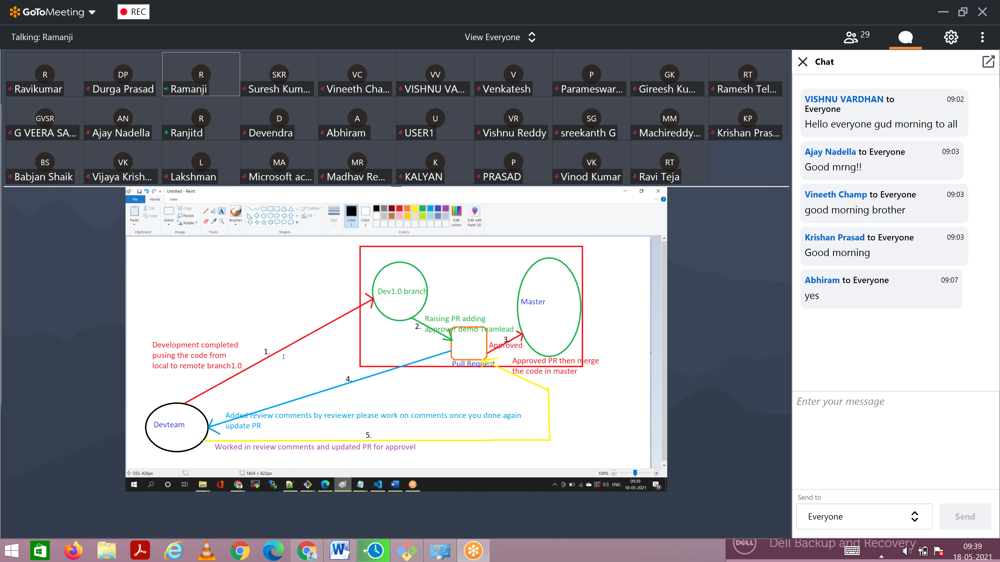 GoToMeeting
REC
Talking: Ramanji
View Everyone
29
R
DP
R
SKR
VC
VV
V
P
GK
RT
Ravikumar
Durga Prasad
Ramanji
Suresh Kum...
Vineeth Cha...
VISHNU VA...
Venkatesh
Parameswar...
Gireesh Ku...
Ramesh Tel...
GVSR
AN
R
D
A
U
VR
SG
MM
KP
G VEERA SA...
Ajay Nadella
Ranjitd
Devendra
Abhiram
USER1
Vishnu Reddy
sreekanth G
Machireddy...
Krishan Pras...
BS
VK
L
MA
MR
K
P
VK
RT
Babjan Shaik
Vijaya Krish...
Lakshman
Microsoft ac...
Madhav Re...
KALYAN
PRASAD
Vinod Kumar
Ravi Teja
Untitled - Paint
File
Home
View
Paste
Cut
Copy
Clipboard
Select
Crop
Resize
Rotate
Image
A
Tools
Brushes
Outline
Fill
Shapes
Size
Color
1
Color
2
Edit
colors
Colors
Edit with
Paint 3D
Dev1.0 branch
Master
Raising PR adding
2.
approver demo Teamlead
3.
Approved
Development completed
pusing the code from
local to remote branch1.0
1.
Pull Request
Approved PR then merge
the code in master
4.
Devteam
Added review comments by reviewer please work on comments once you done again
update PR
5.
Worked in review comments and updated PR for approvel
555, 426px
1854 × 822px
100%
ENG
09:39
18-05-2021
19
Chat
VISHNU VARDHAN to
Everyone
09:02
Hello everyone gud morning to all
Ajay Nadella to Everyone
09:03
Good mrng!!
Vineeth Champ to Everyone
09:03
good morning brother
Krishan Prasad to Everyone
09:03
Good morning
Abhiram to Everyone
09:07
yes
Enter your message
Send to
Everyone
Send
DELL
Dell Backup and Recovery
09:39
18-05-2021